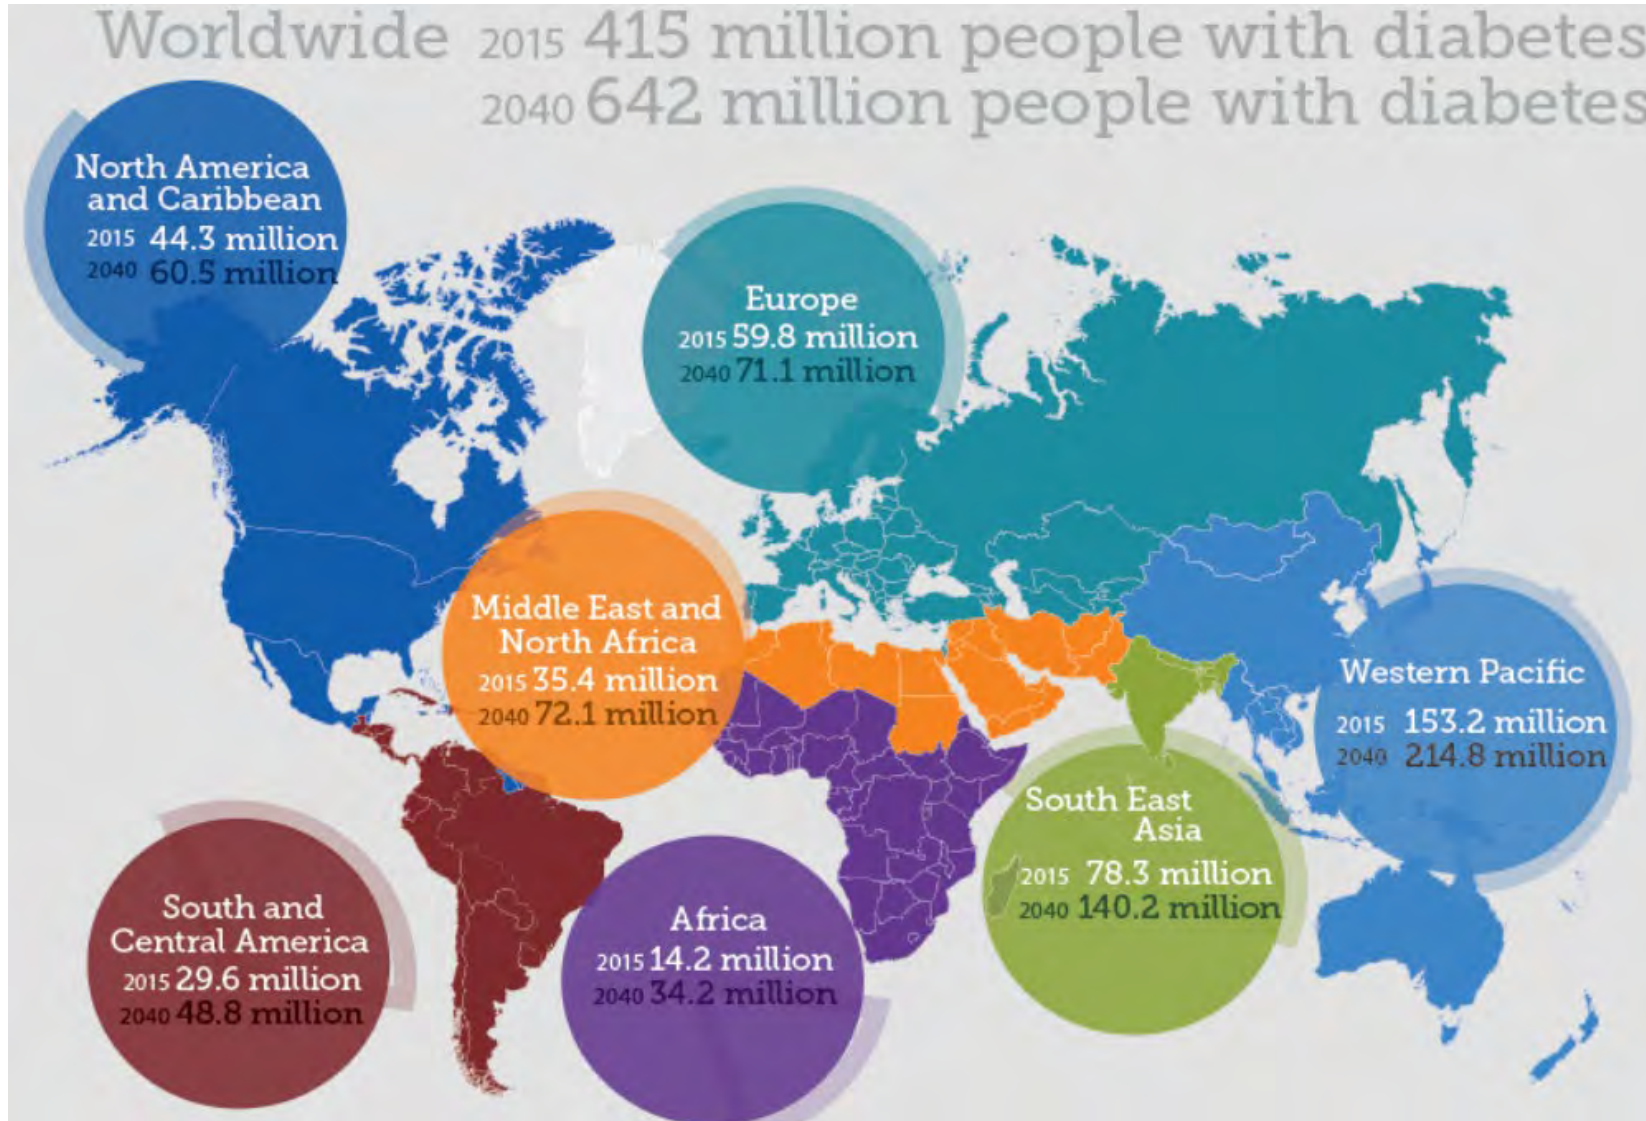 Worldwide 2015 415 million people with diabetes
2040 642 million people with diabetes
North America
and Caribbean
2015 44.3 million
2040 60.5 million
Europe
2015 59.8 million
2040 71.1 million
Middle East and
North Africa
2015 35.4 million
2040 72.1 million
Western Pacific
2015 153.2 million
2040 214.8 million
South East
Asia
2015 78.3 million
2040 140.2 million
South and
Central America
2015 29.6 million
2040 48.8 million
Africa
2015 14.2 million
2040 34.2 million